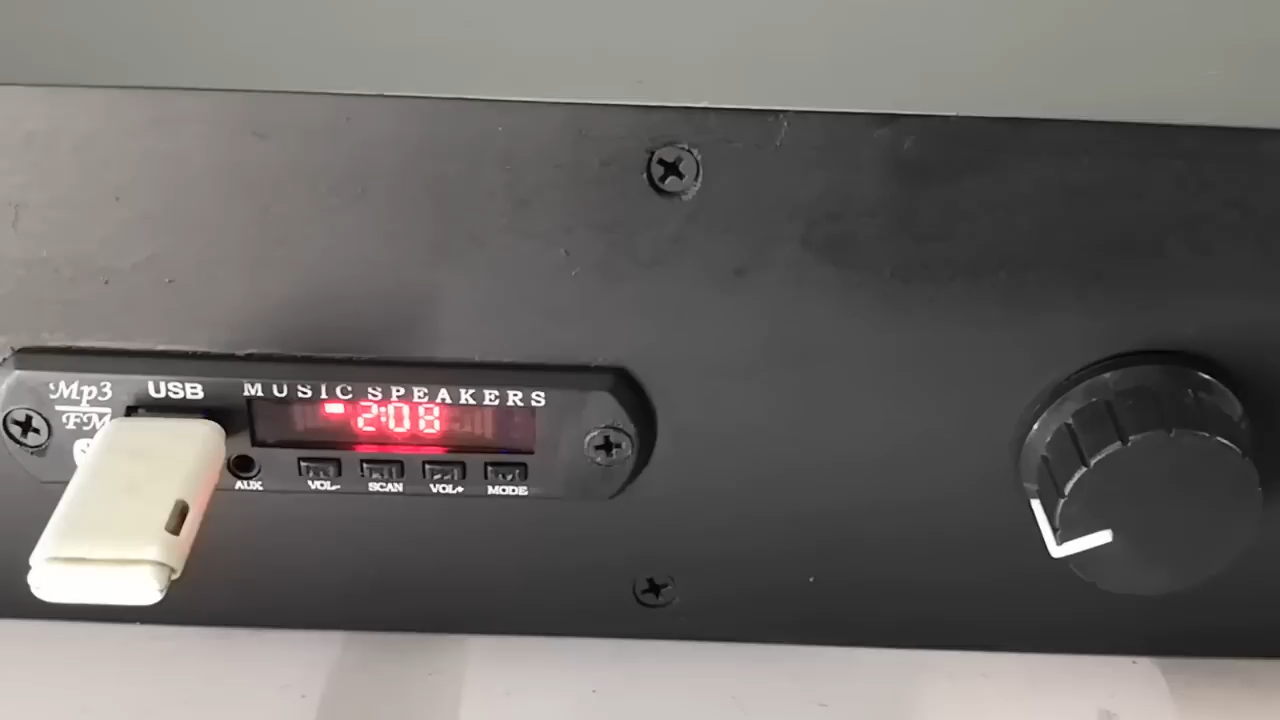 Mp3
FM
USB
MUSIC SPEAKERS
2:08
AUX
VOL-
SCAN
VOL+
MODE